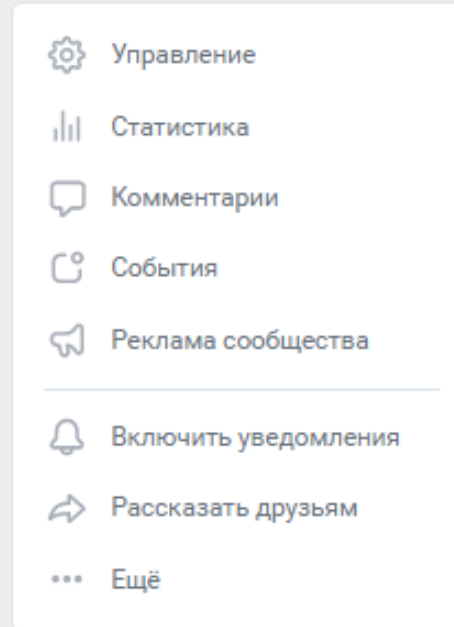 Управление
Статистика
Комментарии
События
Реклама сообщества
Включить уведомления
Рассказать друзьям
Ещё